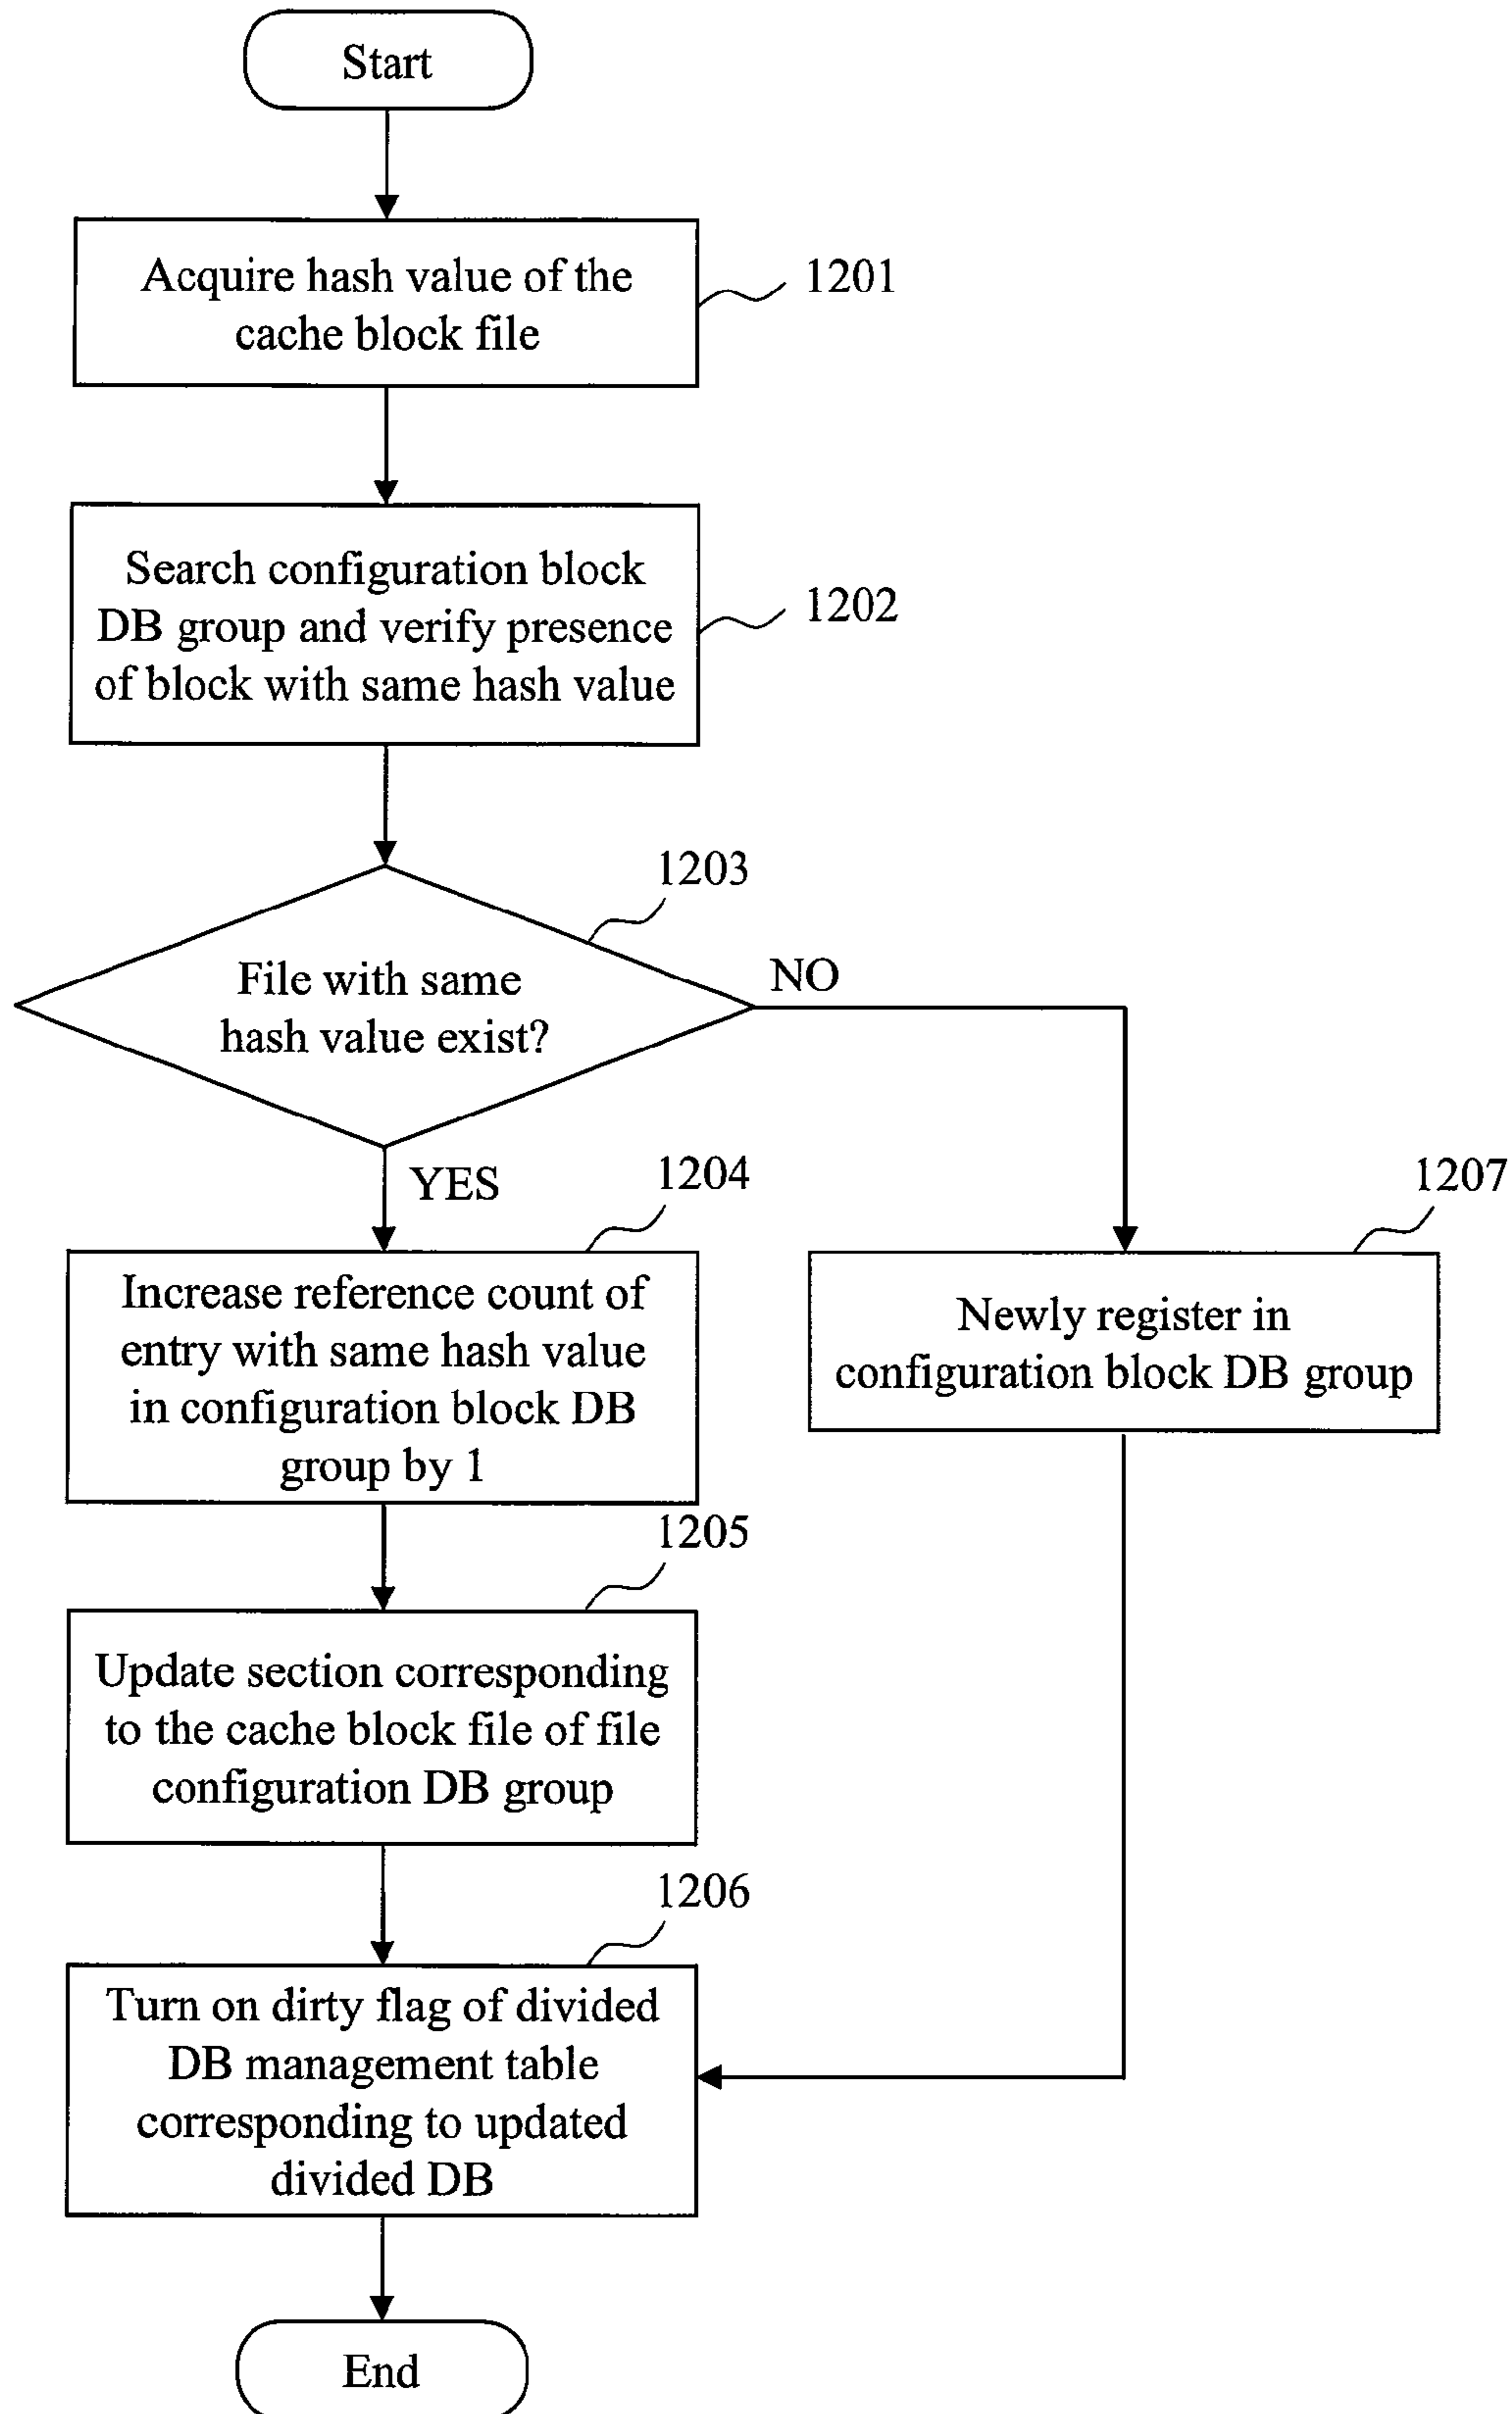 Start
Acquire hash value of the
cache block file
1201
Search configuration block
DB group and verify presence
of block with same hash value
1202
1203
File with same
hash value exist?
NO
YES
1204
Increase reference count of
entry with same hash value
in configuration block DB
group by 1
1207
Newly register in
configuration block DB group
1205
Update section corresponding
to the cache block file of file
configuration DB group
1206
Turn on dirty flag of divided
DB management table
corresponding to updated
divided DB
End